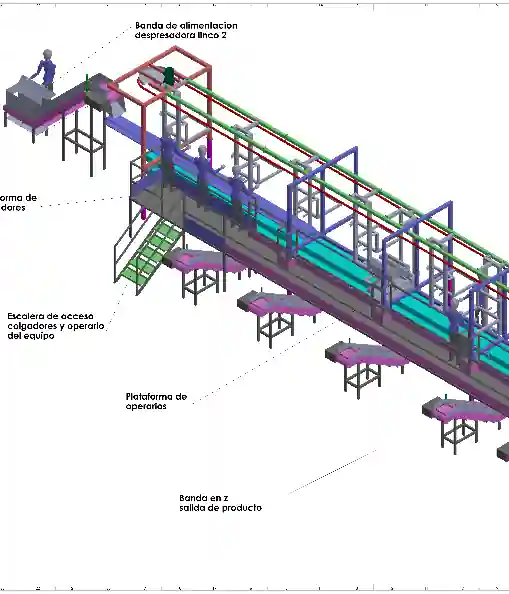 Banda de alimentacion
despresadora linco 2
orma de
dores
Escalera de acceso
colgadores y operario
del equipo
Plataforma de
operarios
Banda en z
salida de producto